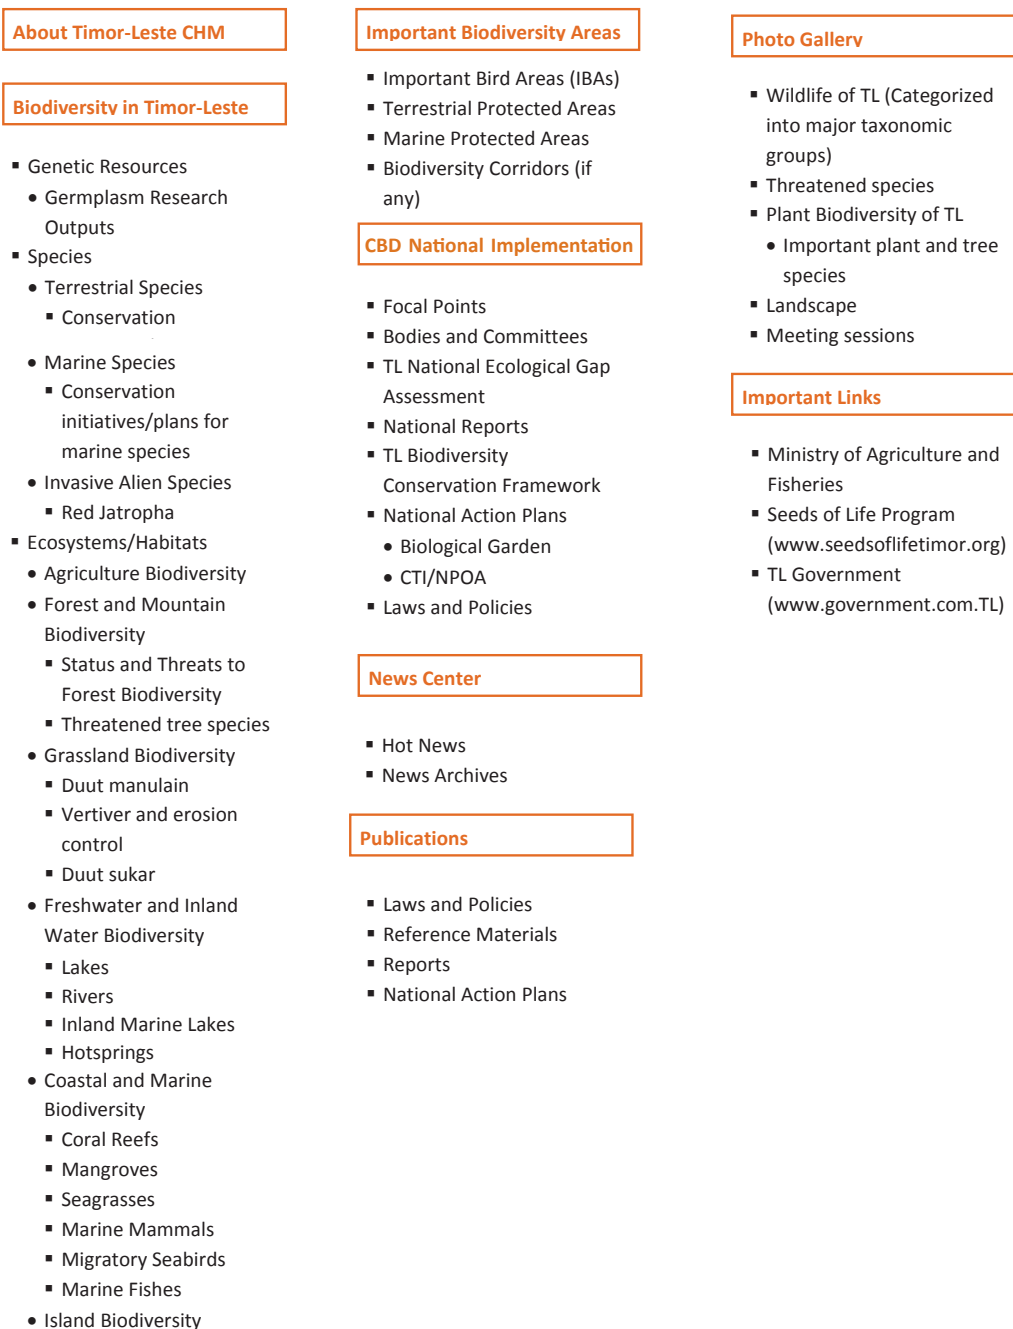 About Timor-Leste CHM
Biodiversity in Timor-Leste
▪ Genetic Resources
• Germplasm Research
Outputs
▪ Species
• Terrestrial Species
▪ Conservation
• Marine Species
▪ Conservation
initiatives/plans for
marine species
• Invasive Alien Species
▪ Red Jatropha
▪ Ecosystems/Habitats
• Agriculture Biodiversity
• Forest and Mountain
Biodiversity
▪ Status and Threats to
Forest Biodiversity
▪ Threatened tree species
• Grassland Biodiversity
▪ Duut manulain
▪ Vertiver and erosion
control
▪ Duut sukar
• Freshwater and Inland
Water Biodiversity
▪ Lakes
▪ Rivers
▪ Inland Marine Lakes
▪ Hotsprings
• Coastal and Marine
Biodiversity
▪ Coral Reefs
▪ Mangroves
▪ Seagrasses
▪ Marine Mammals
▪ Migratory Seabirds
▪ Marine Fishes
• Island Biodiversity
Important Biodiversity Areas
▪ Important Bird Areas (IBAs)
▪ Terrestrial Protected Areas
▪ Marine Protected Areas
▪ Biodiversity Corridors (if
any)
CBD National Implementation
▪ Focal Points
▪ Bodies and Committees
▪ TL National Ecological Gap
Assessment
▪ National Reports
▪ TL Biodiversity
Conservation Framework
▪ National Action Plans
• Biological Garden
• CTI/NPOA
▪ Laws and Policies
News Center
▪ Hot News
▪ News Archives
Publications
▪ Laws and Policies
▪ Reference Materials
▪ Reports
▪ National Action Plans
Photo Gallery
▪ Wildlife of TL (Categorized
into major taxonomic
groups)
▪ Threatened species
▪ Plant Biodiversity of TL
• Important plant and tree
species
▪ Landscape
▪ Meeting sessions
Important Links
▪ Ministry of Agriculture and
Fisheries
▪ Seeds of Life Program
(www.seedsoflifetimor.org)
▪ TL Government
(www.government.com.TL)